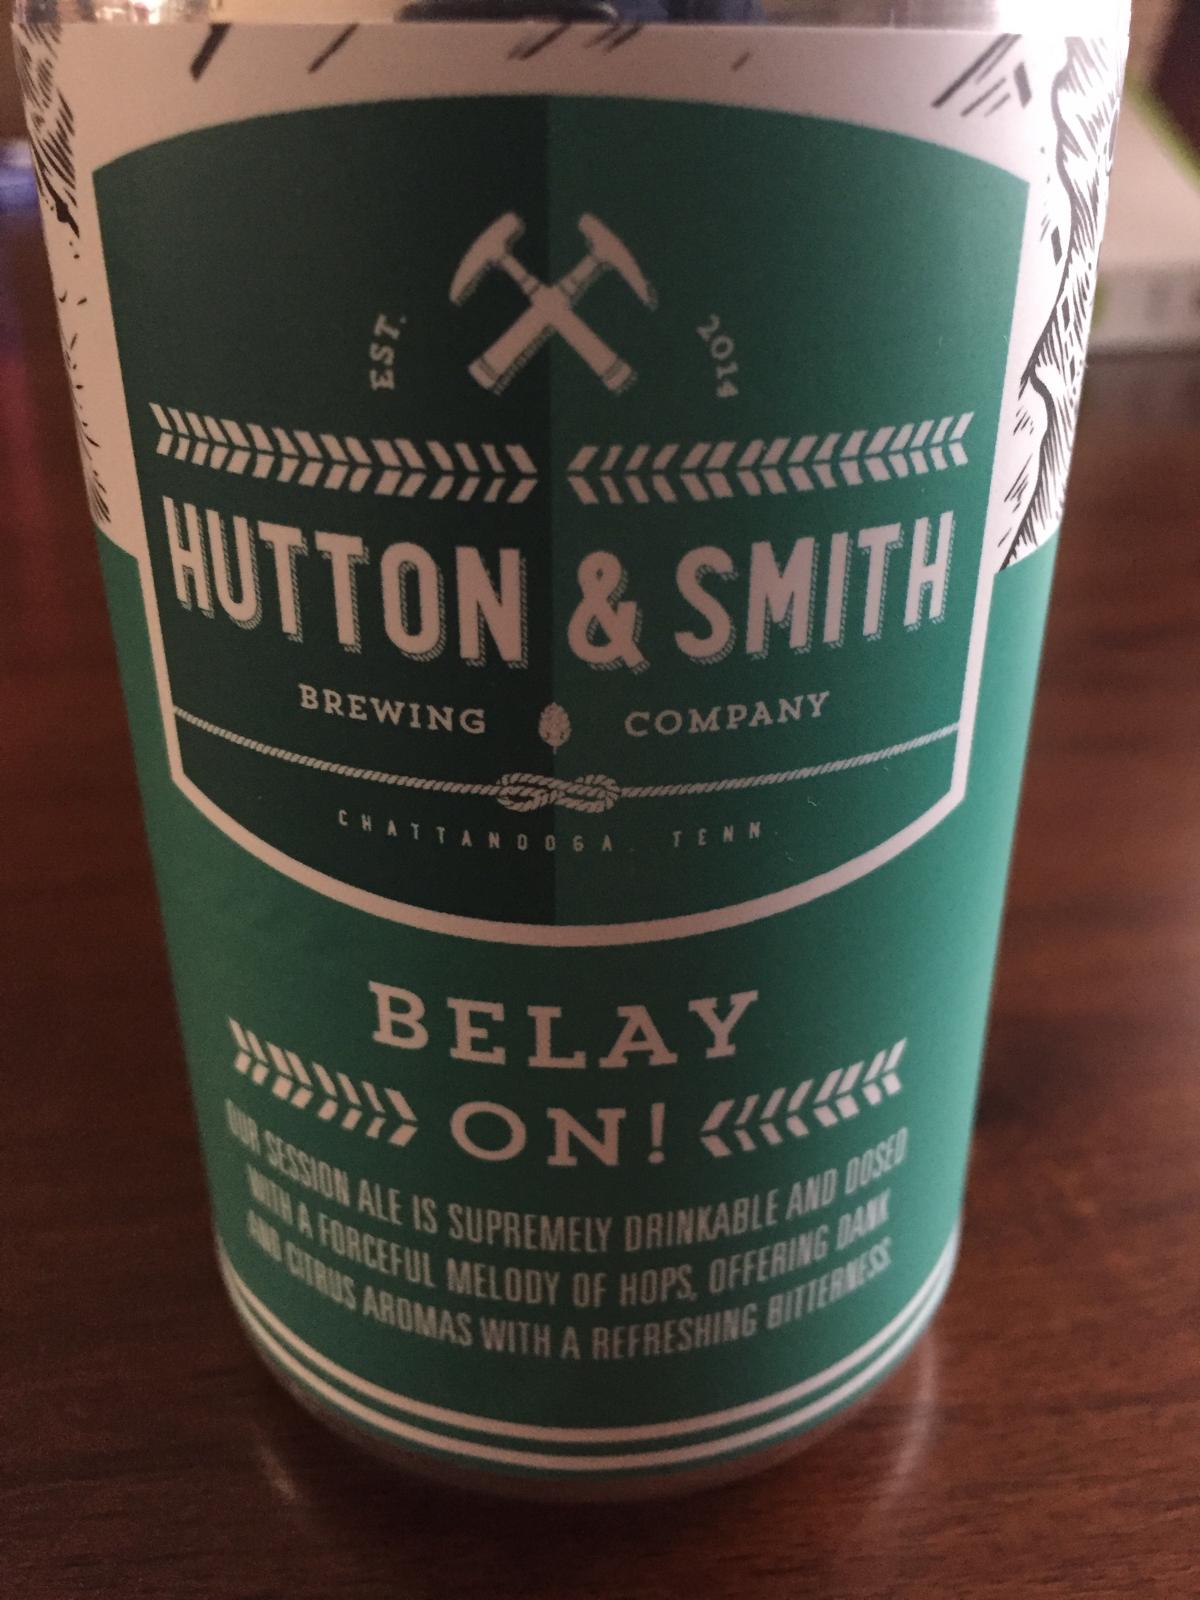 EST. 2014
HUTTON & SMITH
BREWING COMPANY
CHATTANOOGA, TENN.
BELAY
ON!
OUR SESSION ALE IS SUPREMELY DRINKABLE AND DOSED
WITH A FORCEFUL MELODY OF HOPS, OFFERING DANK
AND CITRUS AROMAS WITH A REFRESHING BITTERNESS